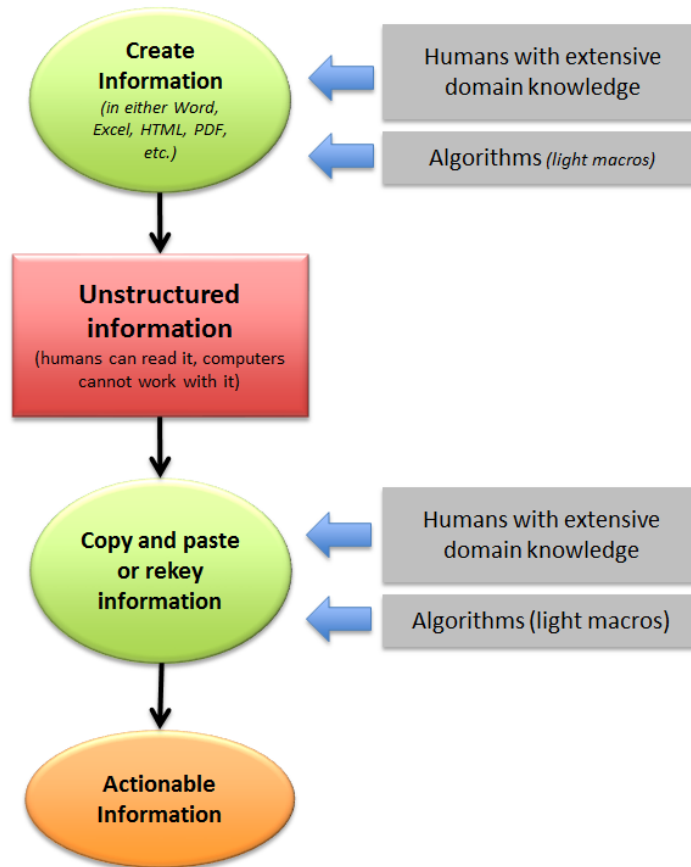 Create
Information
(in either Word,
Excel, HTML, PDF,
etc.)
Humans with extensive
domain knowledge
Algorithms (light macros)
Unstructured
information
(humans can read it, computers
cannot work with it)
Copy and paste
or rekey
information
Humans with extensive
domain knowledge
Algorithms (light macros)
Actionable
Information